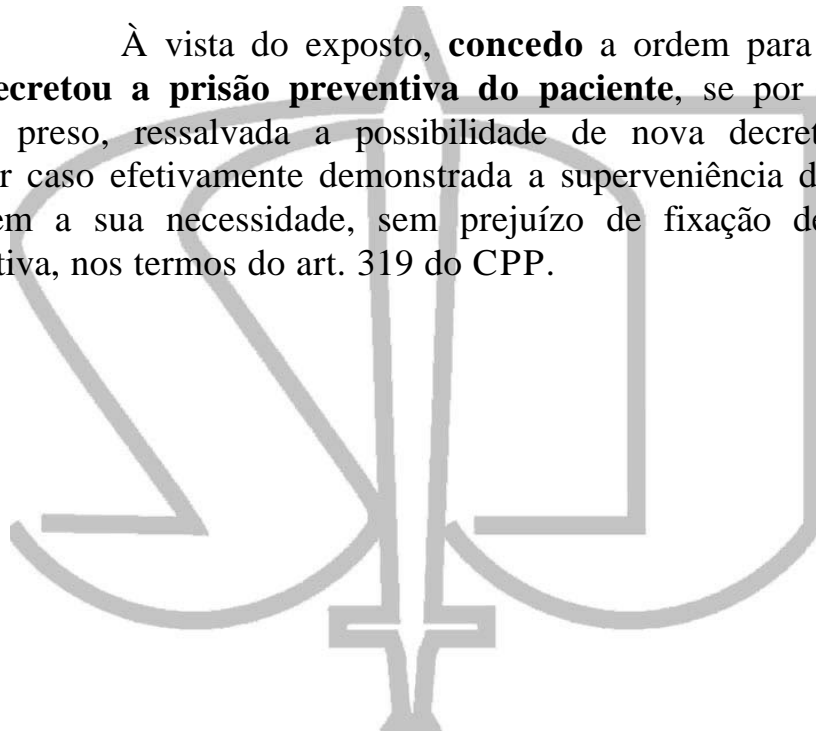 À vista do exposto, concedo a ordem para
ecretou a prisão preventiva do paciente, se por
preso, ressalvada a possibilidade de nova decret
r caso efetivamente demonstrada a superveniência d
em a sua necessidade, sem prejuízo de fixação de
tiva, nos termos do art. 319 do CPP.